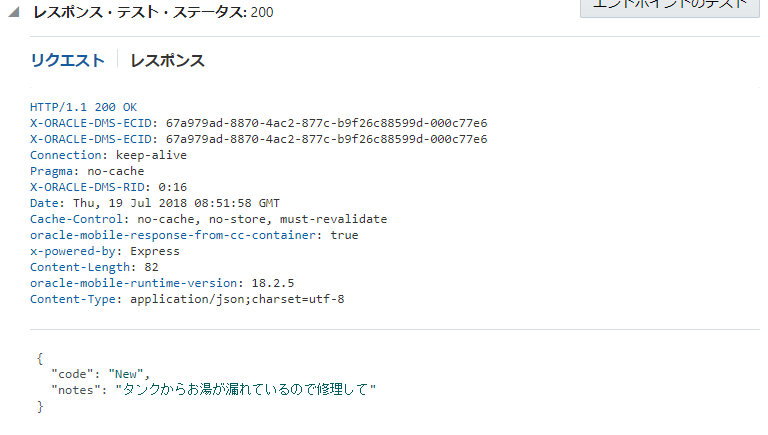 レスポンス・テスト・ステータス: 200
エンドポイントのテスト
リクエスト レスポンス
HTTP/1.1 200 OK
X-ORACLE-DMS-ECID: 67a979ad-8870-4ac2-877c-b9f26c88599d-000c77e6
X-ORACLE-DMS-ECID: 67a979ad-8870-4ac2-877c-b9f26c88599d-000c77e6
Connection: keep-alive
Pragma: no-cache
X-ORACLE-DMS-RID: 0:16
Date: Thu, 19 Jul 2018 08:51:58 GMT
Cache-Control: no-cache, no-store, must-revalidate
oracle-mobile-response-from-cc-container: true
x-powered-by: Express
Content-Length: 82
oracle-mobile-runtime-version: 18.2.5
Content-Type: application/json;charset=utf-8
{
"code": "New",
"notes": "タンクからお湯が漏れているので修理して"
}